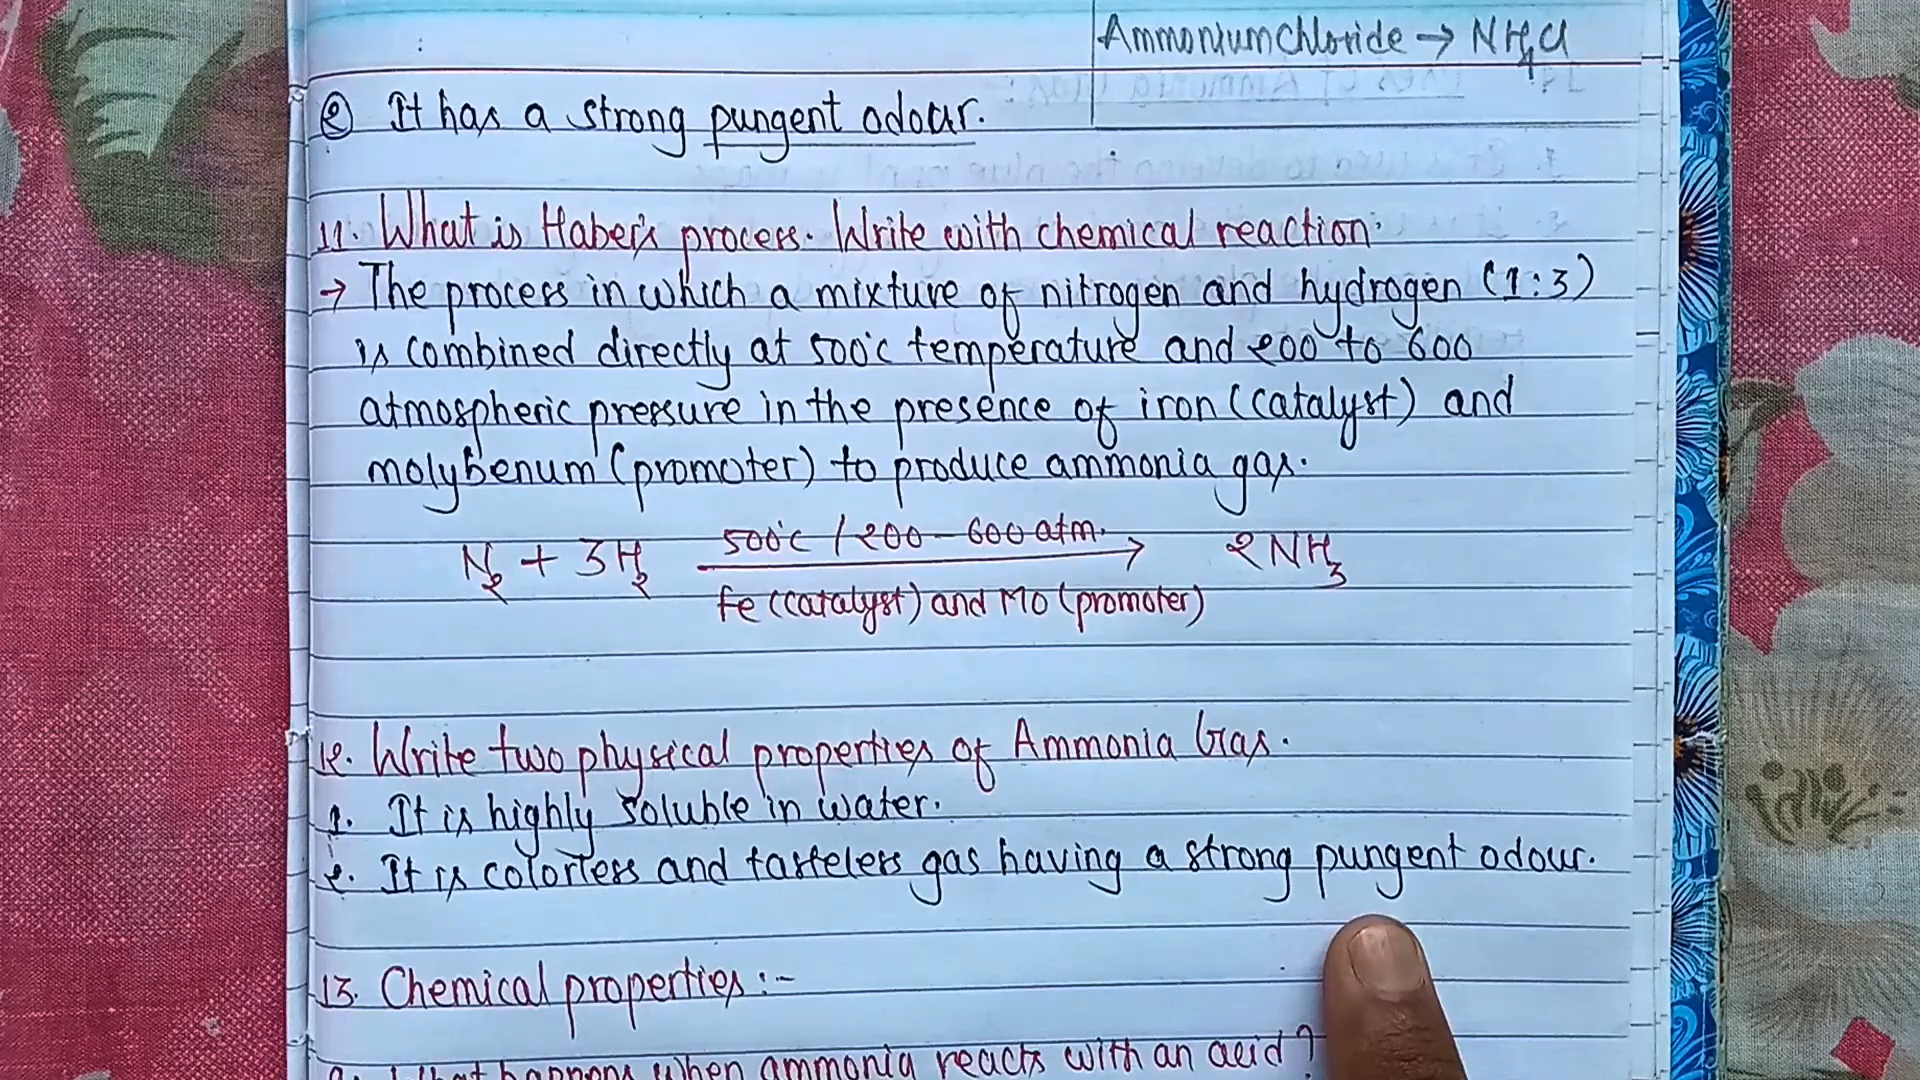 Ammonium Chloride → NH4Cl
② It has a strong pungent odour.
11. What is Haber's process. Write with chemical reaction.
→ The process in which a mixture of nitrogen and hydrogen (1:3)
is combined directly at 500°c temperature and 200 to 600
atmospheric pressure in the presence of iron (catalyst) and
molybenum (promoter) to produce ammonia gas.
500°c / 200 - 600 atm.
N2 + 3H2 → 2NH3
Fe (catalyst) and Mo (promoter)
12. Write two physical properties of Ammonia Gas.
1. It is highly soluble in water.
2. It is colorless and tasteless gas having a strong pungent odour.
13. Chemical properties :-
a. What happens when ammonia reacts with an acid?